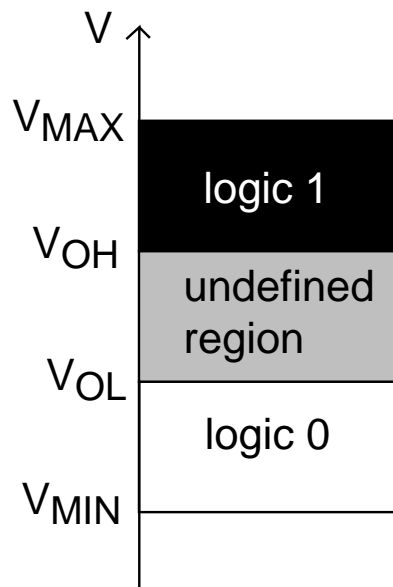 V
VMAX
logic 1
VOH
undefined
region
VOL
logic 0
VMIN